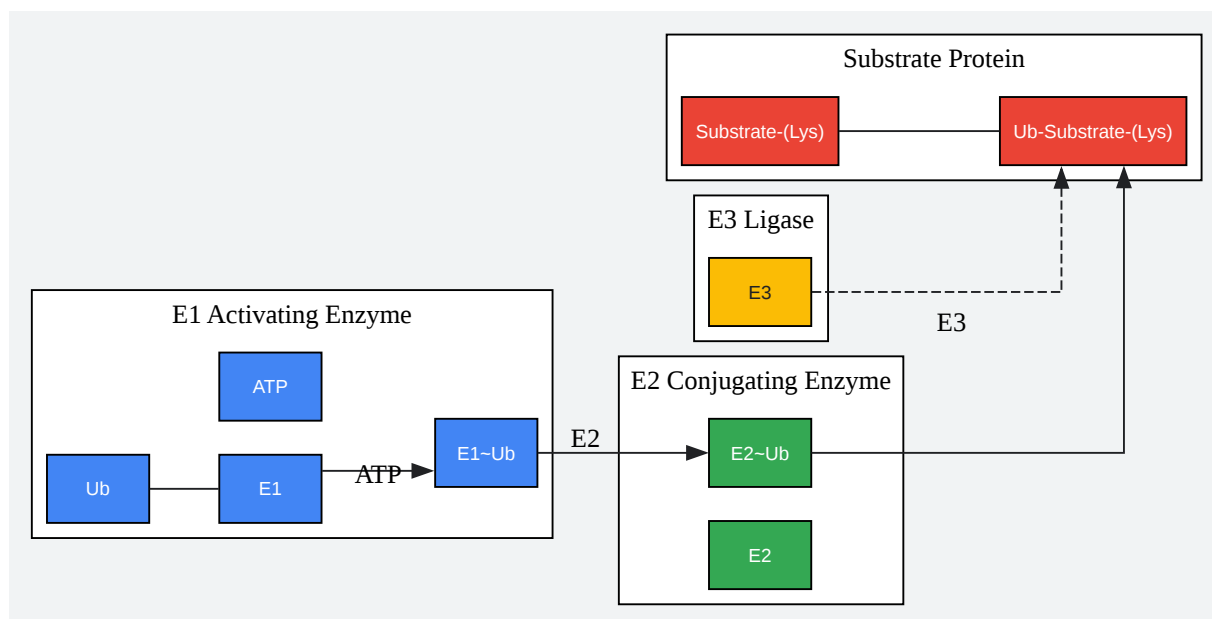 Substrate Protein
Substrate-(Lys)
Ub-Substrate-(Lys)
E3 Ligase
E3
E3
E1 Activating Enzyme
ATP
Ub
E1
ATP
E1~Ub
E2
E2 Conjugating Enzyme
E2~Ub
E2